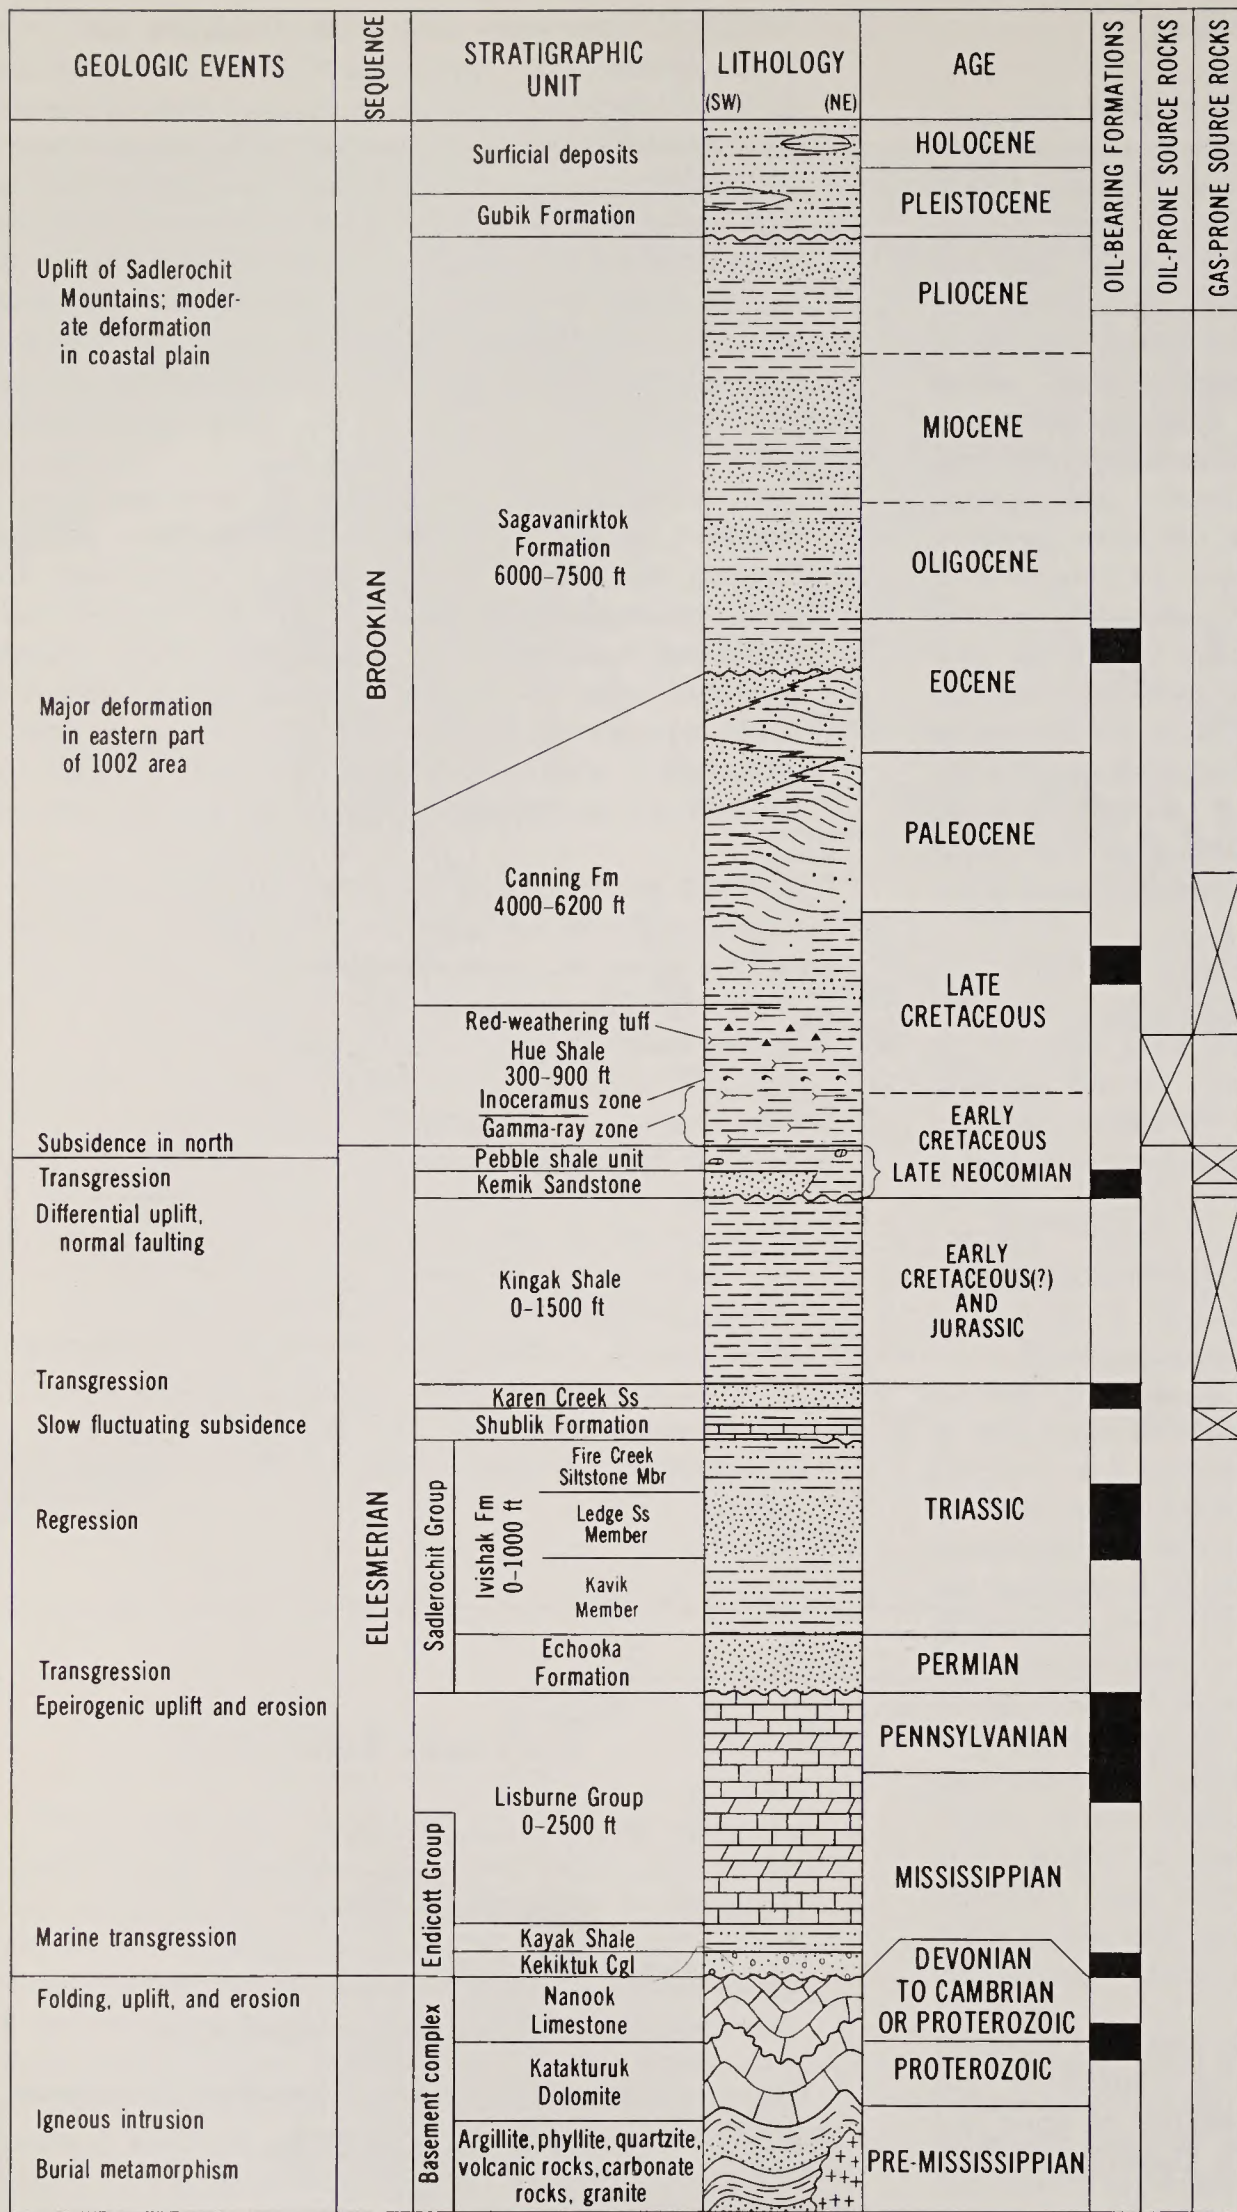 GEOLOGIC EVENTS
SEQUENCE
STRATIGRAPHIC
UNIT
LITHOLOGY
(SW) (NE)
AGE
OIL-BEARING FORMATIONS
OIL-PRONE SOURCE ROCKS
GAS-PRONE SOURCE ROCKS
Uplift of Sadlerochit
Mountains; moder-
ate deformation
in coastal plain
Major deformation
in eastern part
of 1002 area
Subsidence in north
Transgression
Differential uplift,
normal faulting
Transgression
Slow fluctuating subsidence
Regression
Transgression
Epeirogenic uplift and erosion
Marine transgression
Folding, uplift, and erosion
Igneous intrusion
Burial metamorphism
BROOKIAN
ELLESMERIAN
Surficial deposits
Gubik Formation
Sagavanirktok
Formation
6000-7500 ft
Canning Fm
4000-6200 ft
Red-weathering tuff
Hue Shale
300-900 ft
Inoceramus zone
Gamma-ray zone
Pebble shale unit
Kemik Sandstone
Kingak Shale
0-1500 ft
Karen Creek Ss
Shublik Formation
Sadlerochit Group
Ivishak Fm
0-1000 ft
Fire Creek
Siltstone Mbr
Ledge Ss
Member
Kavik
Member
Echooka
Formation
Lisburne Group
0-2500 ft
Endicott Group
Kayak Shale
Kekiktuk Cgl
Basement complex
Nanook
Limestone
Katakturuk
Dolomite
Argillite, phyllite, quartzite,
volcanic rocks, carbonate
rocks, granite
HOLOCENE
PLEISTOCENE
PLIOCENE
MIOCENE
OLIGOCENE
EOCENE
PALEOCENE
LATE
CRETACEOUS
EARLY
CRETACEOUS
LATE NEOCOMIAN
EARLY
CRETACEOUS(?)
AND
JURASSIC
TRIASSIC
PERMIAN
PENNSYLVANIAN
MISSISSIPPIAN
DEVONIAN
TO CAMBRIAN
OR PROTEROZOIC
PROTEROZOIC
PRE-MISSISSIPPIAN